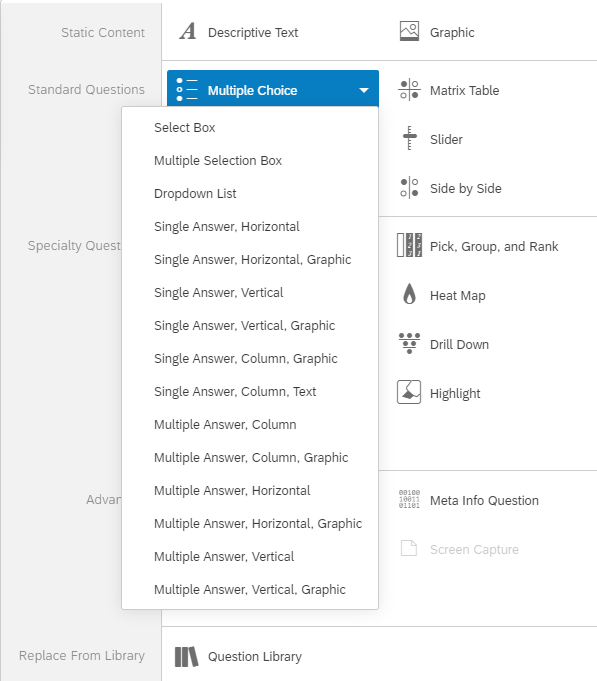 Static Content
Descriptive Text
Graphic
Standard Questions
Multiple Choice
Matrix Table
Slider
Side by Side
Select Box
Multiple Selection Box
Dropdown List
Single Answer, Horizontal
Single Answer, Horizontal, Graphic
Single Answer, Vertical
Single Answer, Vertical, Graphic
Single Answer, Column, Graphic
Single Answer, Column, Text
Multiple Answer, Column
Multiple Answer, Column, Graphic
Multiple Answer, Horizontal
Multiple Answer, Horizontal, Graphic
Multiple Answer, Vertical
Multiple Answer, Vertical, Graphic
Specialty Quest
Pick, Group, and Rank
Heat Map
Drill Down
Highlight
Advan
00100
10011
01101
Meta Info Question
Screen Capture
Replace From Library
Question Library